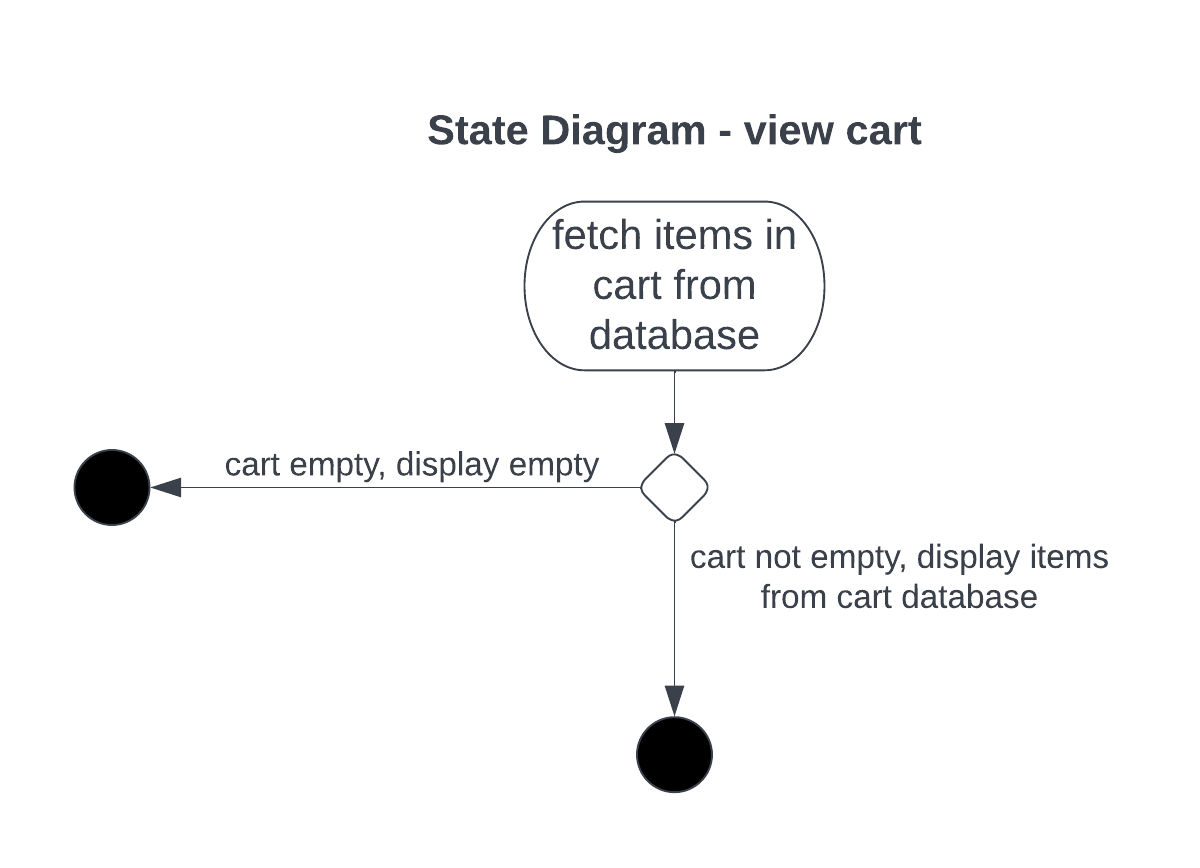 State Diagram - view cart
fetch items in
cart from
database
cart empty, display empty
cart not empty, display items
from cart database